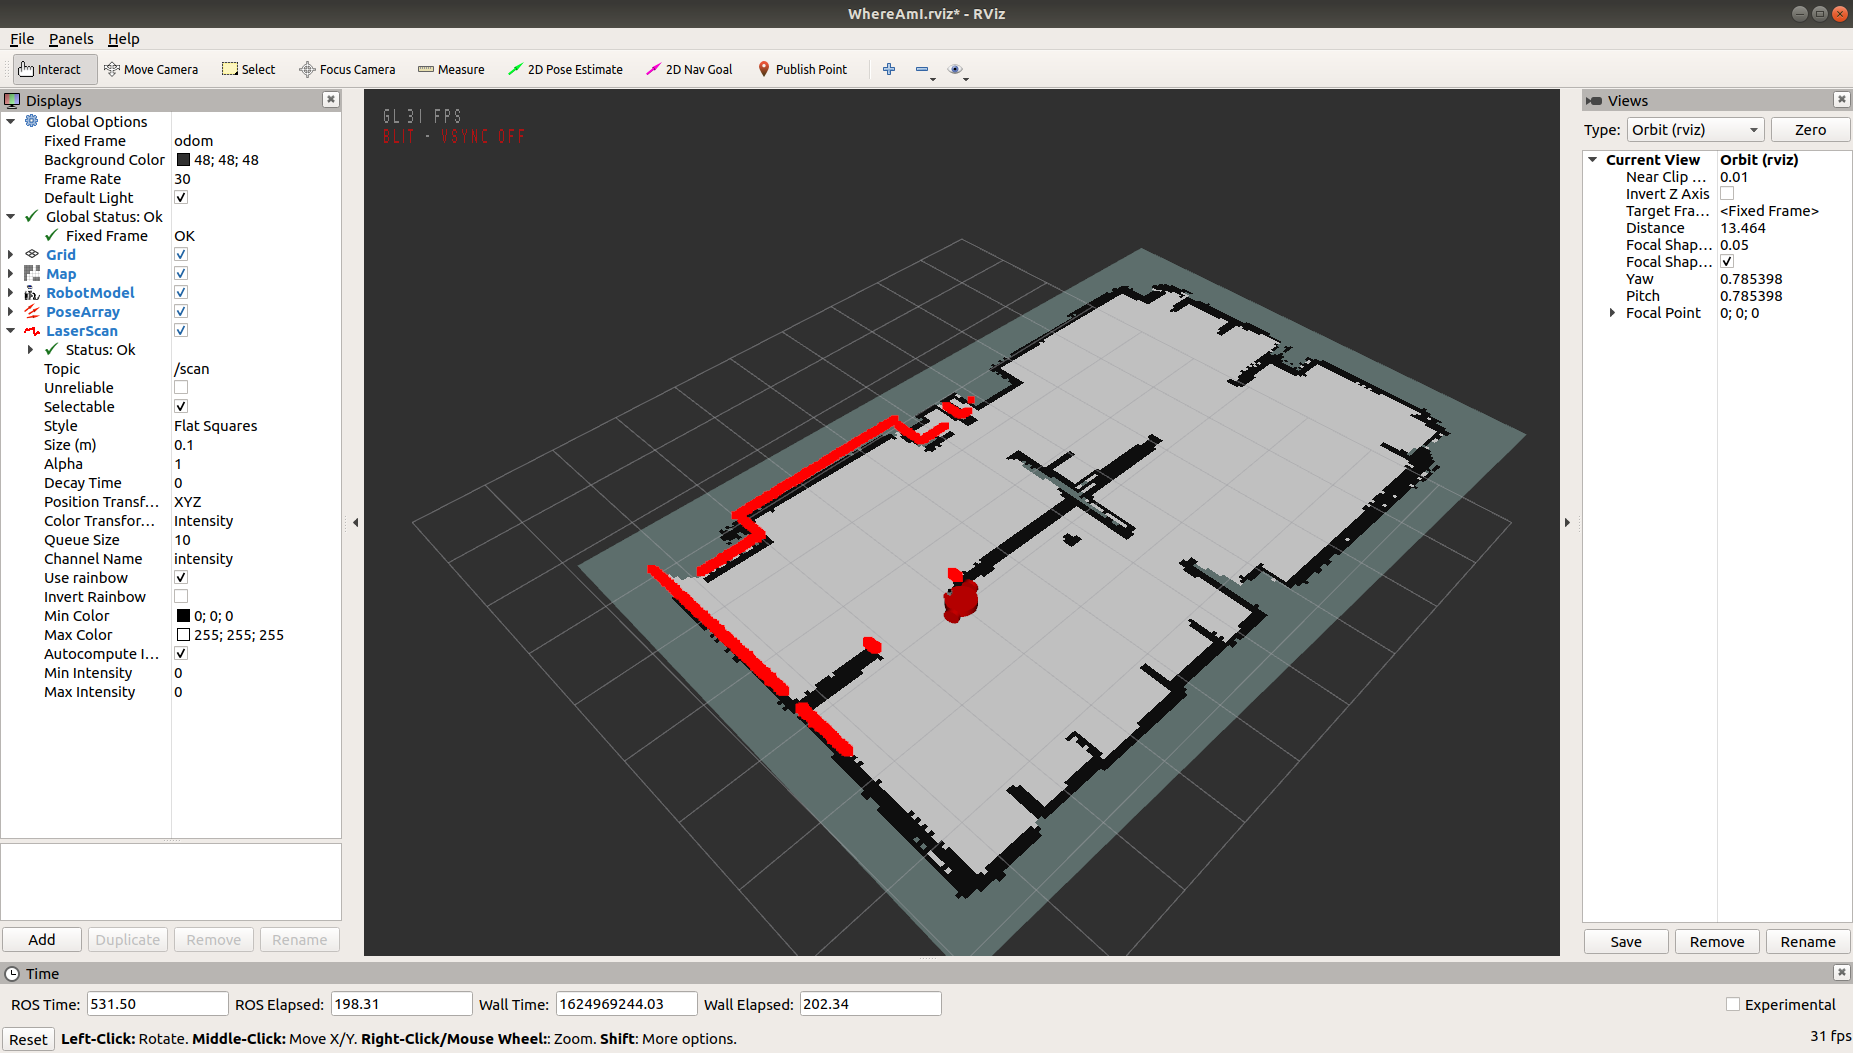 WhereAmI.rviz* - RViz
File Panels Help
Interact Move Camera Select Focus Camera Measure 2D Pose Estimate 2D Nav Goal Publish Point
Displays
Global Options
Fixed Frame odom
Background Color 48; 48; 48
Frame Rate 30
Default Light
Global Status: Ok
Fixed Frame OK
Grid
Map
RobotModel
PoseArray
LaserScan
Status: Ok
Topic /scan
Unreliable
Selectable
Style Flat Squares
Size (m) 0.1
Alpha 1
Decay Time 0
Position Transf... XYZ
Color Transfor... Intensity
Queue Size 10
Channel Name intensity
Use rainbow
Invert Rainbow
Min Color 0; 0; 0
Max Color 255; 255; 255
Autocompute I...
Min Intensity 0
Max Intensity 0
Add Duplicate Remove Rename
GL 31 FPS
BLIT - VSYNC OFF
Views
Type: Orbit (rviz) Zero
Current View Orbit (rviz)
Near Clip ... 0.01
Invert Z Axis
Target Fra... <Fixed Frame>
Distance 13.464
Focal Shap... 0.05
Focal Shap...
Yaw 0.785398
Pitch 0.785398
Focal Point 0; 0; 0
Save Remove Rename
Time
ROS Time: 531.50 ROS Elapsed: 198.31 Wall Time: 1624969244.03 Wall Elapsed: 202.34 Experimental
Reset Left-Click: Rotate. Middle-Click: Move X/Y. Right-Click/Mouse Wheel:: Zoom. Shift: More options. 31 fps